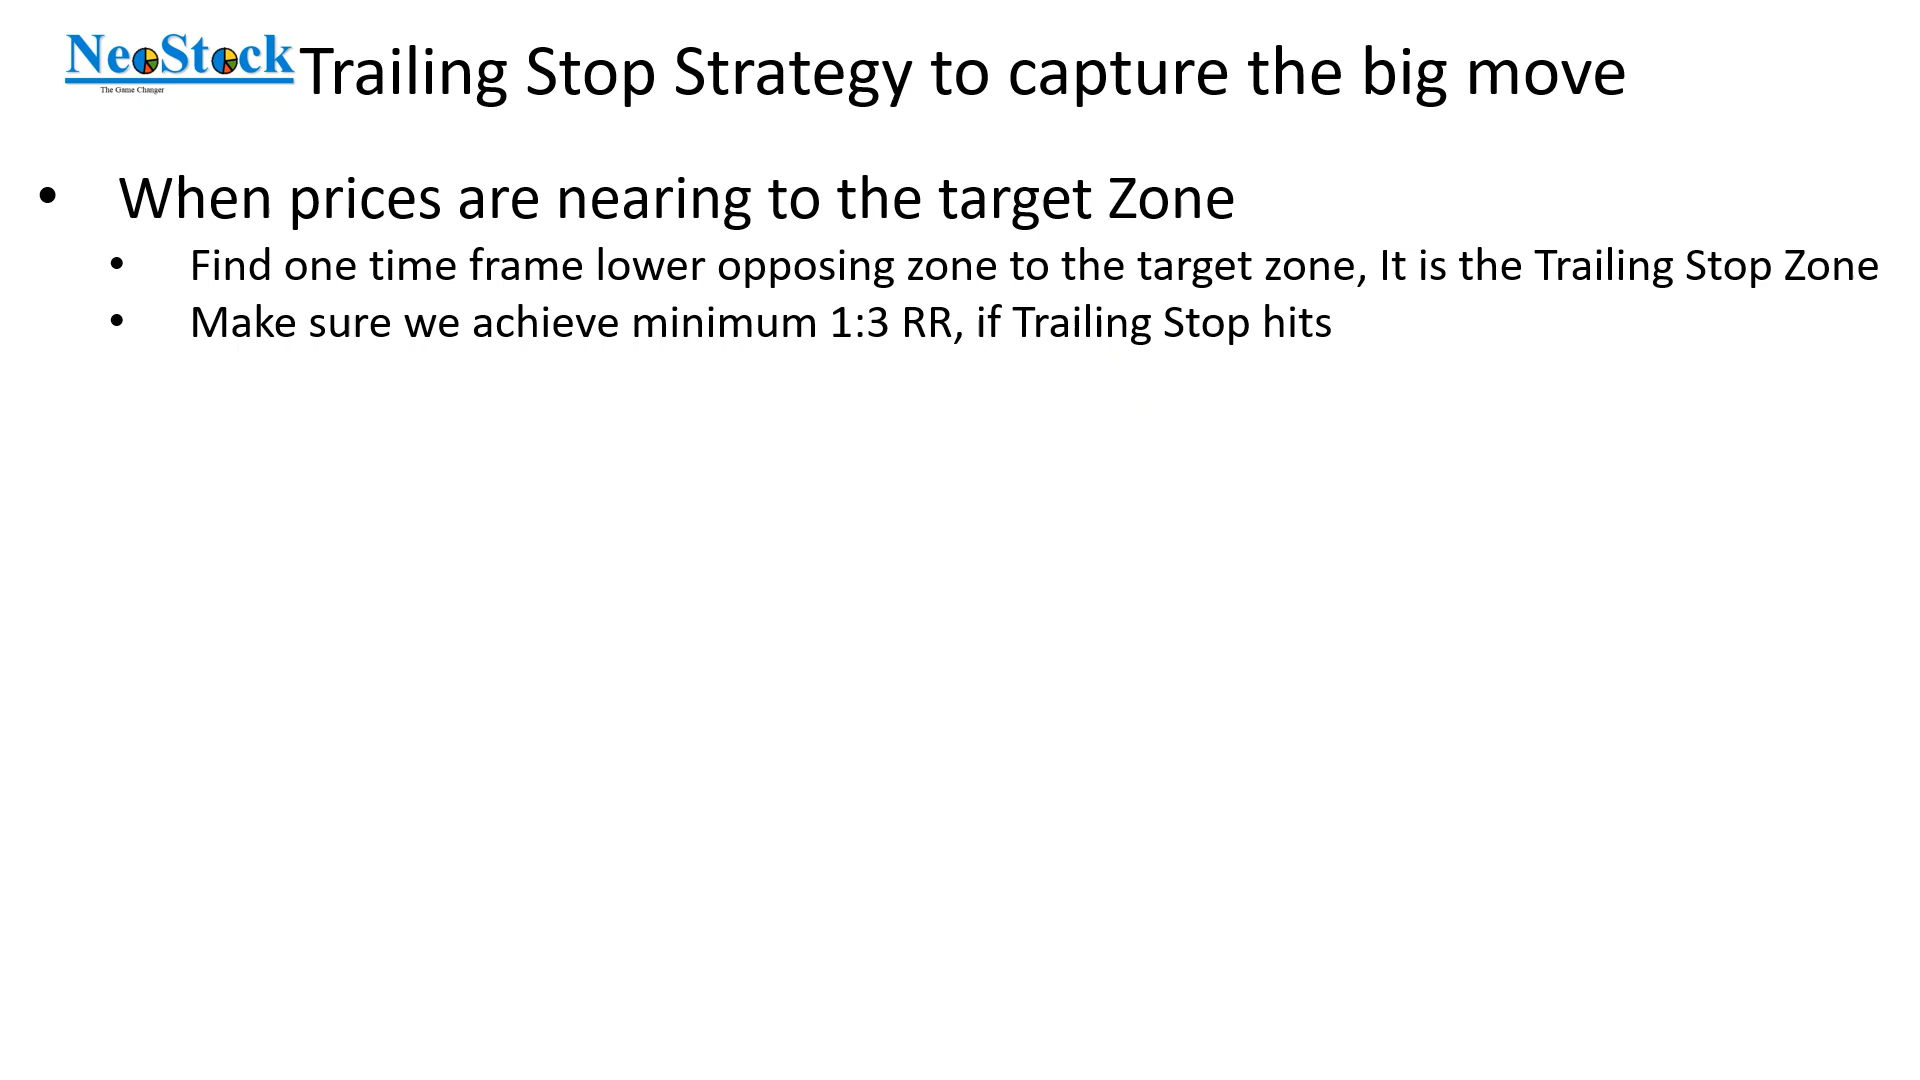 NeoStock
The Game Changer
Trailing Stop Strategy to capture the big move
• When prices are nearing to the target Zone
• Find one time frame lower opposing zone to the target zone, It is the Trailing Stop Zone
• Make sure we achieve minimum 1:3 RR, if Trailing Stop hits